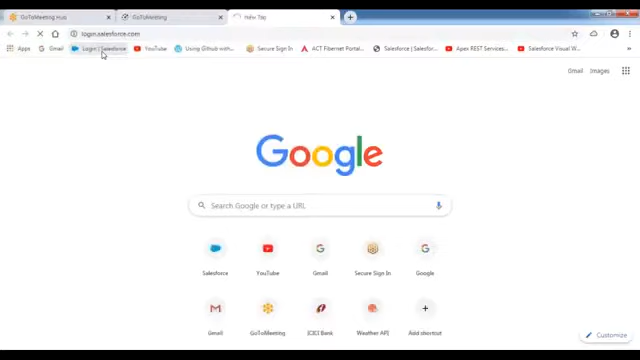 GoToMeeting Hub
GoToMeeting
New Tab
login.salesforce.com
Apps
Gmail
Login | Salesforce
YouTube
Using Github with...
Secure Sign In
ACT Fibernet Portal...
Salesforce (Salesfor...
Apex REST Services...
Salesforce Visual W...
Gmail
Images
Google
Search Google or type a URL
Salesforce
YouTube
Gmail
Secure Sign In
Google
Gmail
GoToMeeting
ICICI Bank
Weather API
Add shortcut
Customize